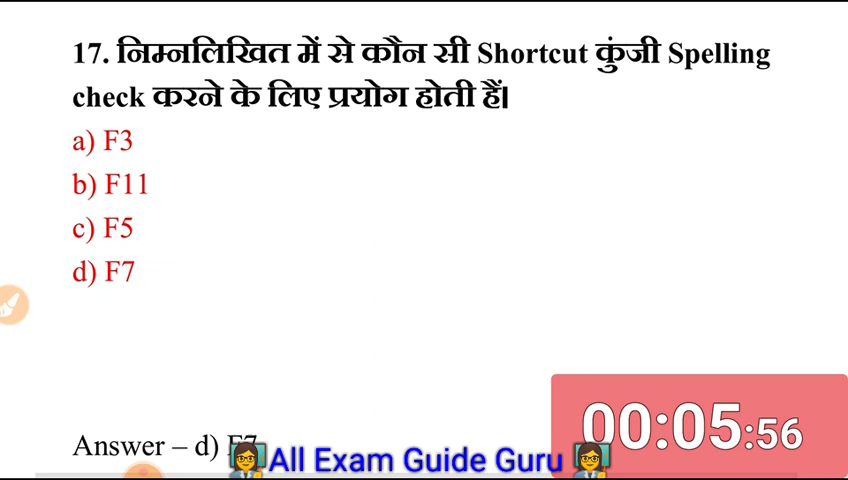 17. निम्नलिखित में से कौन सी Shortcut कुंजी Spelling
check करने के लिए प्रयोग होती हैं।
a) F3
b) F11
c) F5
d) F7
Answer – d) F7
00:05:56
All Exam Guide Guru